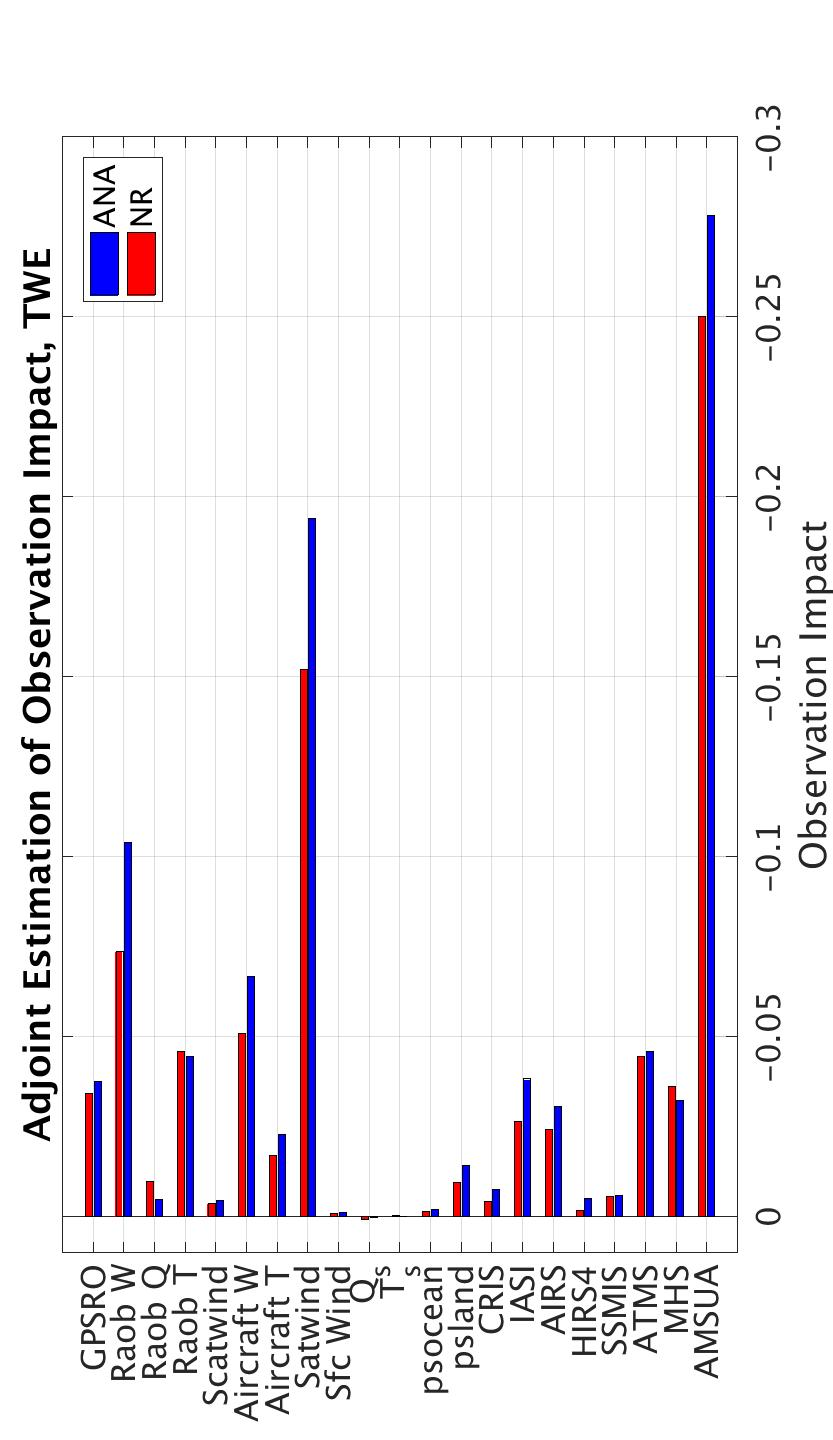 Adjoint Estimation of Observation Impact, TWE
ANA
NR
GPSRO
Raob W
Raob Q
Raob T
Scatwind
Aircraft W
Aircraft T
Satwind
Sfc Wind
Qs
Ts
psocean
psland
CRIS
IASI
AIRS
HIRS4
SSMIS
ATMS
MHS
AMSUA
0
−0.05
−0.1
−0.15
−0.2
−0.25
−0.3
Observation Impact